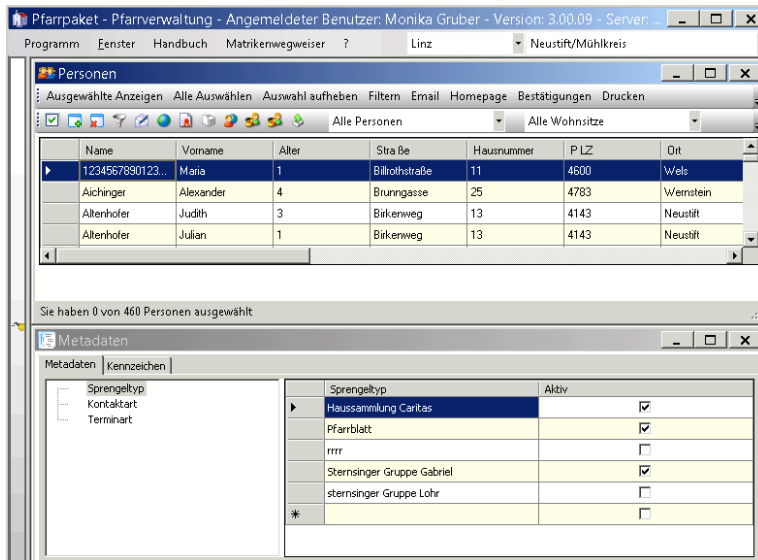 Pfarrpaket - Pfarrverwaltung - Angemeldeter Benutzer: Monika Gruber - Version: 3.00.09 - Server: ...
Programm Fenster Handbuch Matrikenwegweiser ? Linz Neustift/Mühlkreis
Personen
Ausgewählte Anzeigen Alle Auswählen Auswahl aufheben Filtern Email Homepage Bestätigungen Drucken
Alle Personen Alle Wohnsitze
Name Vorname Alter Straße Hausnummer PLZ Ort
1234567890123... Maria 1 Billrothstraße 11 4600 Wels
Aichinger Alexander 4 Brunngasse 25 4783 Wernstein
Altenhofer Judith 3 Birkenweg 13 4143 Neustift
Altenhofer Julian 1 Birkenweg 13 4143 Neustift
Sie haben 0 von 460 Personen ausgewählt
Metadaten
Metadaten Kennzeichen
Sprengeltyp
Kontaktart
Terminart
Sprengeltyp Aktiv
Haussammlung Caritas
Pfarrblatt
rrrr
Sternsinger Gruppe Gabriel
sternsinger Gruppe Lohr